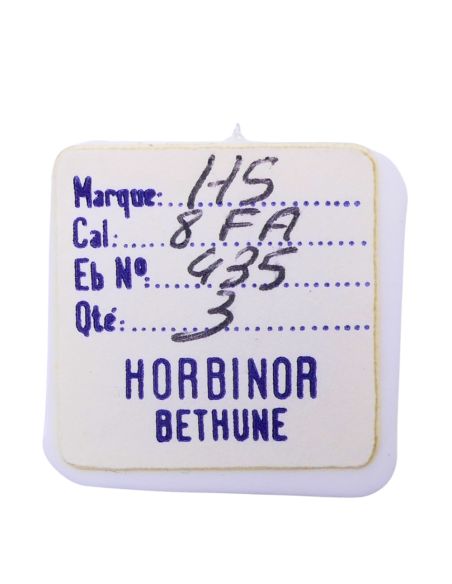 Marque: HS
Cal: 8 FA
Eb Nº 435
Qté: 3
HORBINOR
BETHUNE